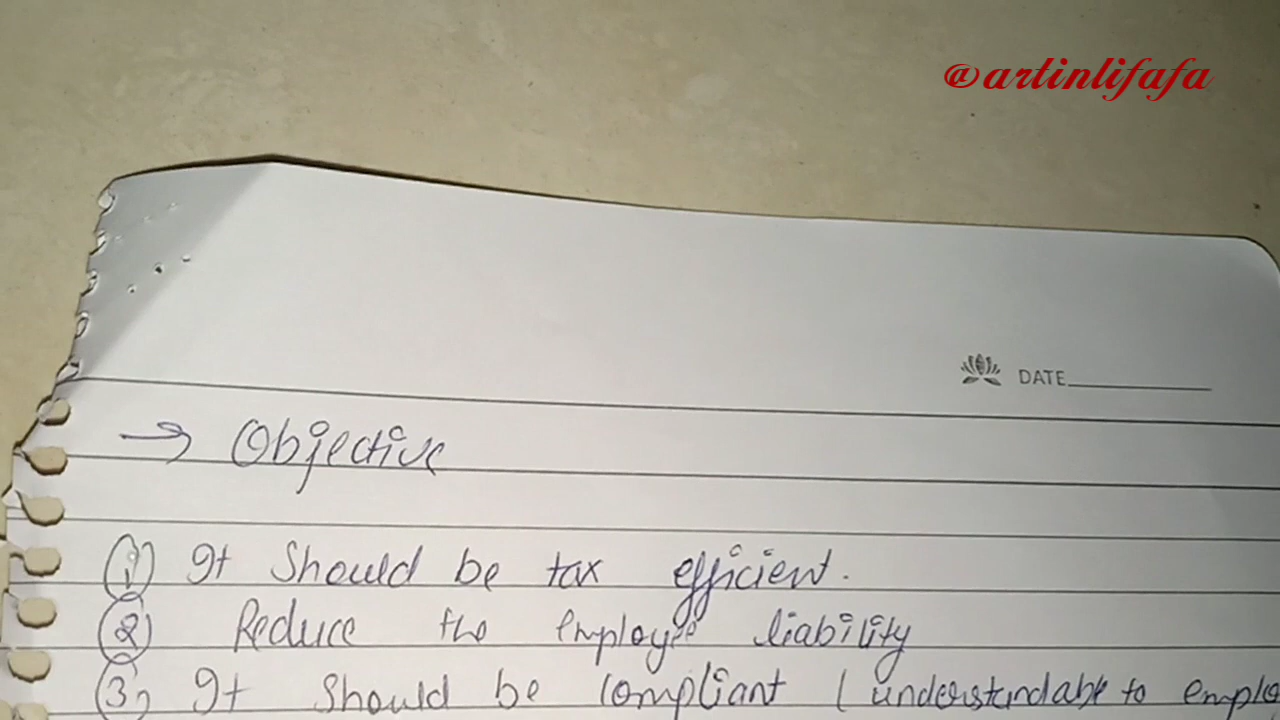 @artinlifafa
DATE
→ Objective
① It should be tax efficient.
② Reduce the employee liability
③ It should be compliant (understandable to emplo